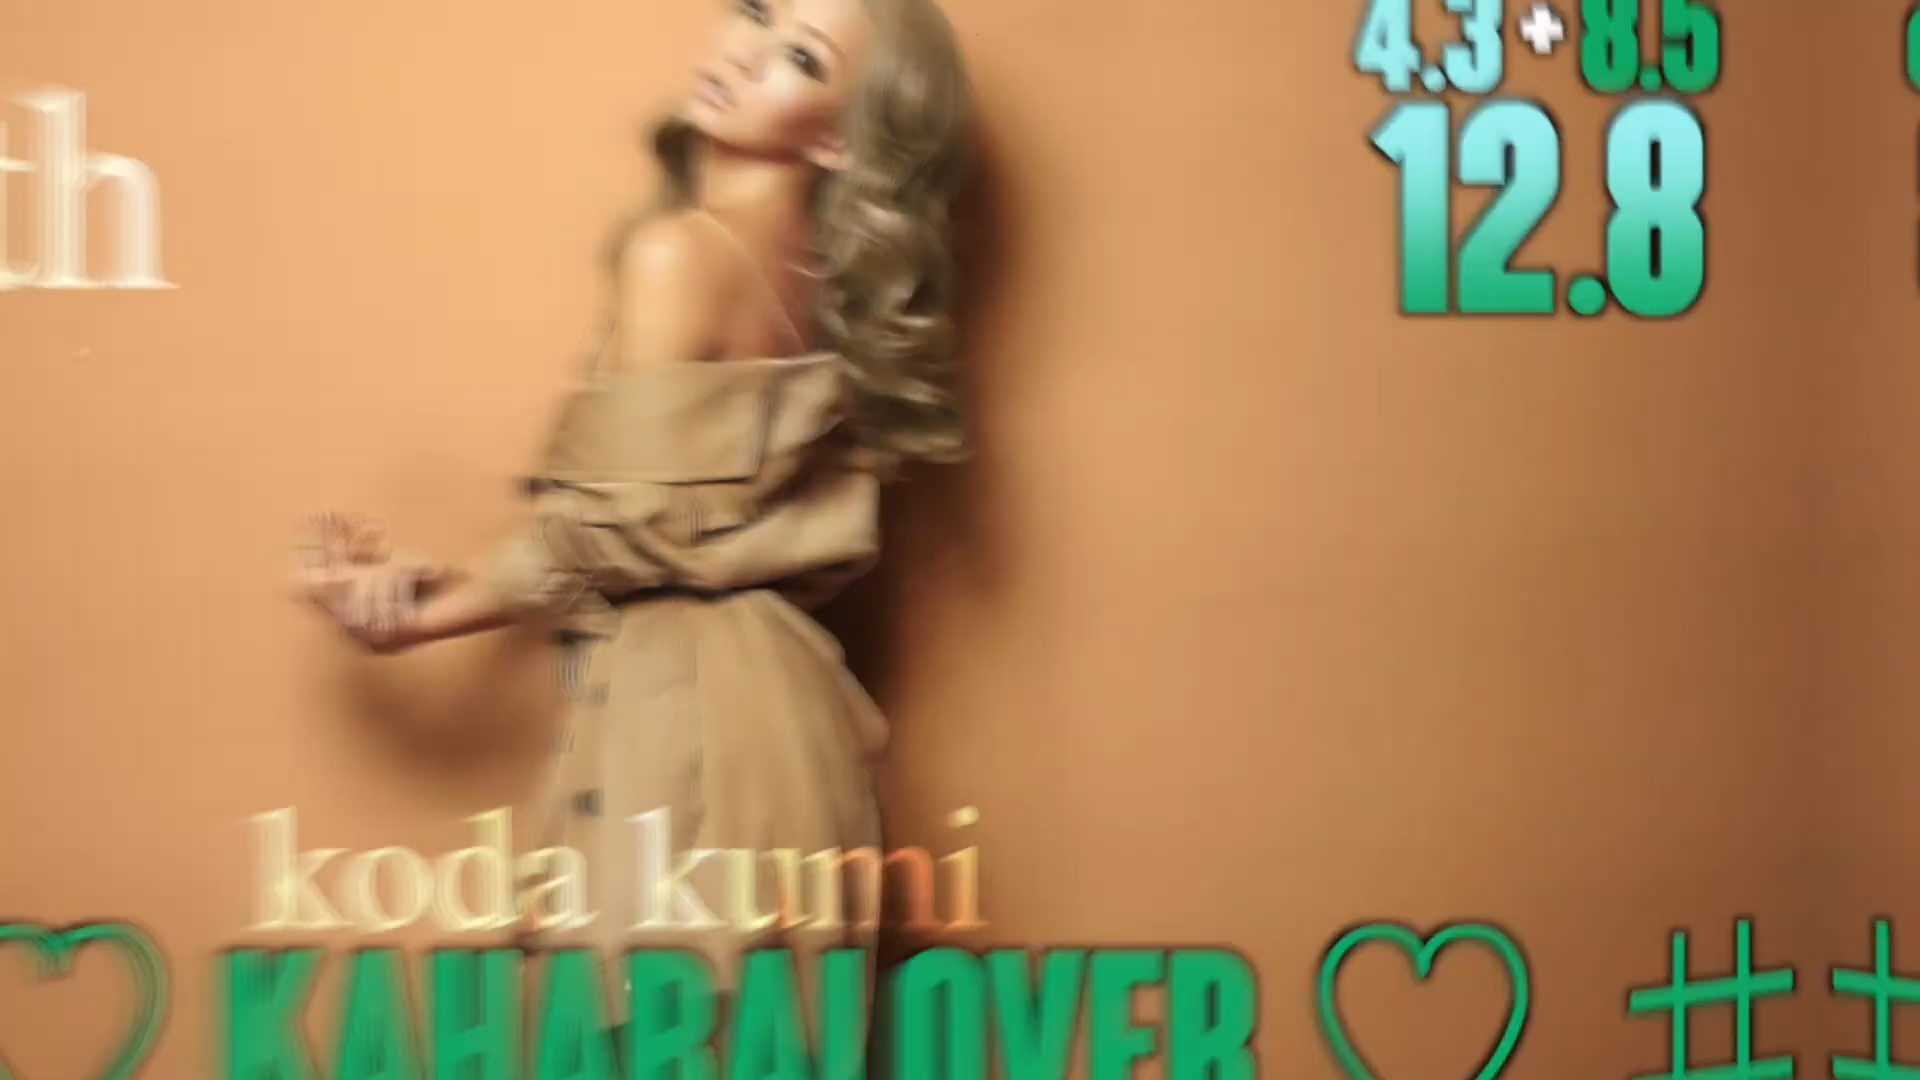 4.3+8.5
12.8
th
koda kumi
♡ KAHARALOVER ♡ ##